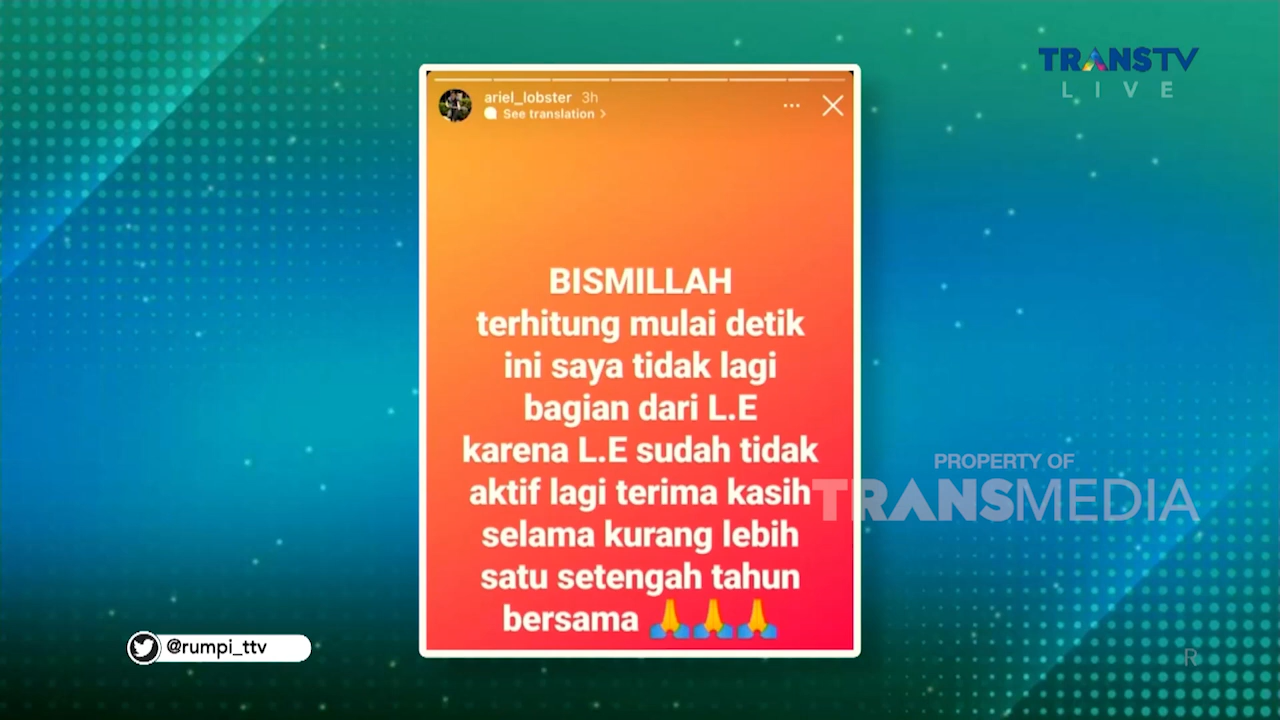 TRANSTV
LIVE
ariel_lobster 3h
See translation >
BISMILLAH
terhitung mulai detik
ini saya tidak lagi
bagian dari L.E
karena L.E sudah tidak
aktif lagi terima kasih
selama kurang lebih
satu setengah tahun
bersama 🙏🙏🙏
PROPERTY OF
TRANSMEDIA
@rumpi_ttv
R